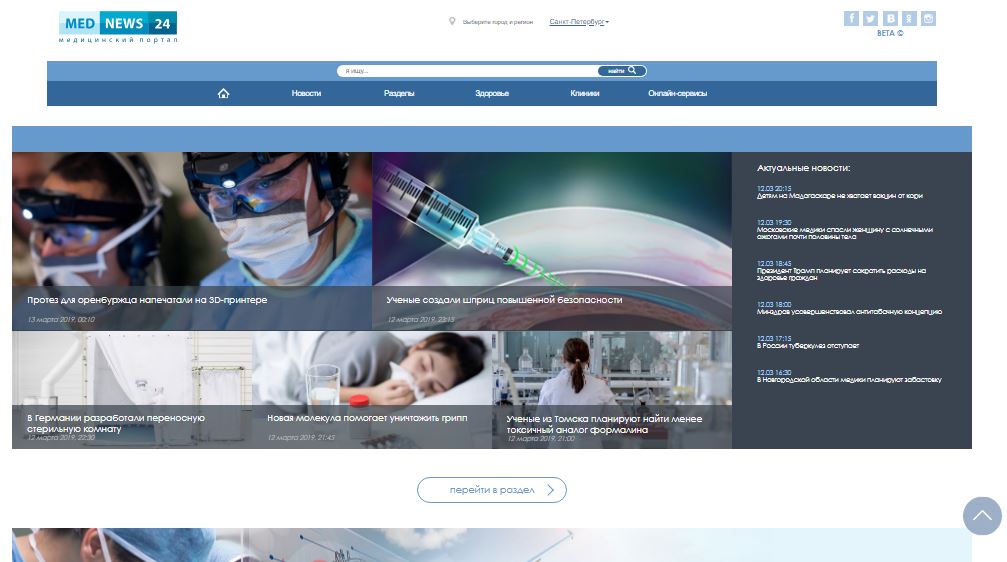 MED NEWS 24
медицинский портал
Выберите город и регион
Санкт-Петербург
BETA ©
я ищу...
найти
Новости
Разделы
Здоровье
Клиники
Онлайн-сервисы
Протез для оренбуржца напечатали на 3D-принтере
13 марта 2019, 00:10
Ученые создали шприц повышенной безопасности
12 марта 2019, 23:15
В Германии разработали переносную
стерильную комнату
12 марта 2019, 22:30
Новая молекула помогает уничтожить грипп
12 марта 2019, 21:45
Ученые из Томска планируют найти менее
токсичный аналог формалина
12 марта 2019, 21:00
Актуальные новости:
12.03 20:15
Детям на Мадагаскаре не хватает вакцин от кори
12.03 19:30
Московские медики спасли женщину с солнечными
ожогами почти половины тела
12.03 18:45
Президент Трамп планирует сократить расходы на
здоровье граждан
12.03 18:00
Минздрав усовершенствовал антитабачную концепцию
12.03 17:15
В России туберкулез отступает
12.03 16:30
В Новгородской области медики планируют забастовку
перейти в раздел